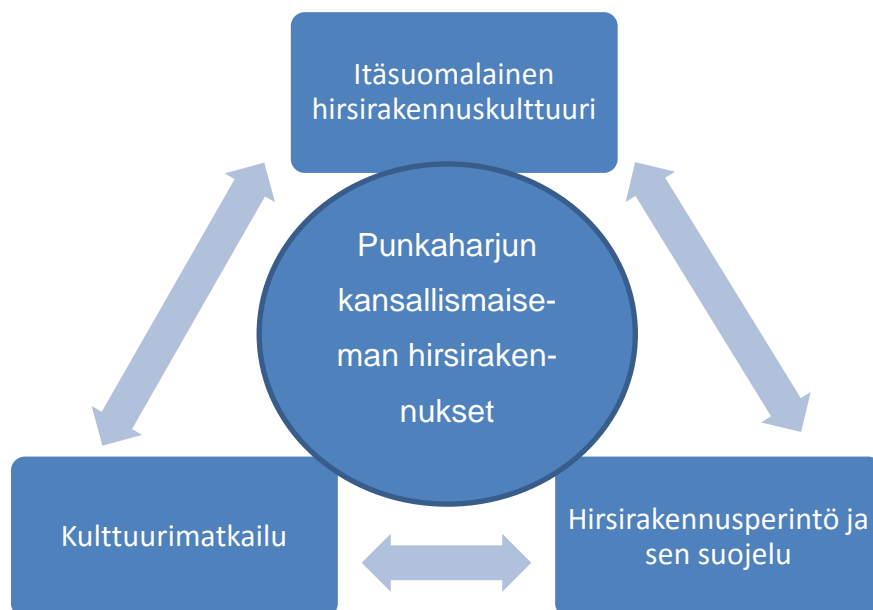 Itäsuomalainen
hirsirakennuskulttuuri
Punkaharjun
kansallismaise-
man hirsiraken-
nukset
Kulttuurimatkailu
Hirsirakennusperintö ja
sen suojelu